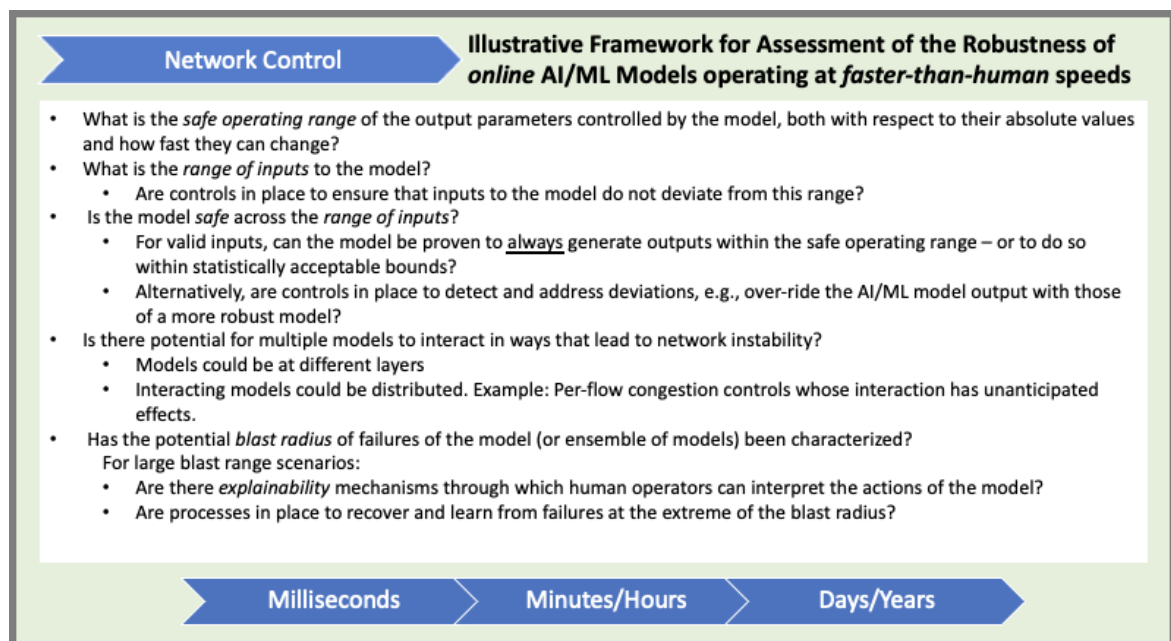 Network Control
Illustrative Framework for Assessment of the Robustness of
online AI/ML Models operating at faster-than-human speeds
• What is the safe operating range of the output parameters controlled by the model, both with respect to their absolute values
and how fast they can change?
• What is the range of inputs to the model?
• Are controls in place to ensure that inputs to the model do not deviate from this range?
• Is the model safe across the range of inputs?
• For valid inputs, can the model be proven to always generate outputs within the safe operating range – or to do so
within statistically acceptable bounds?
• Alternatively, are controls in place to detect and address deviations, e.g., over-ride the AI/ML model output with those
of a more robust model?
• Is there potential for multiple models to interact in ways that lead to network instability?
• Models could be at different layers
• Interacting models could be distributed. Example: Per-flow congestion controls whose interaction has unanticipated
effects.
• Has the potential blast radius of failures of the model (or ensemble of models) been characterized?
For large blast range scenarios:
• Are there explainability mechanisms through which human operators can interpret the actions of the model?
• Are processes in place to recover and learn from failures at the extreme of the blast radius?
Milliseconds
Minutes/Hours
Days/Years